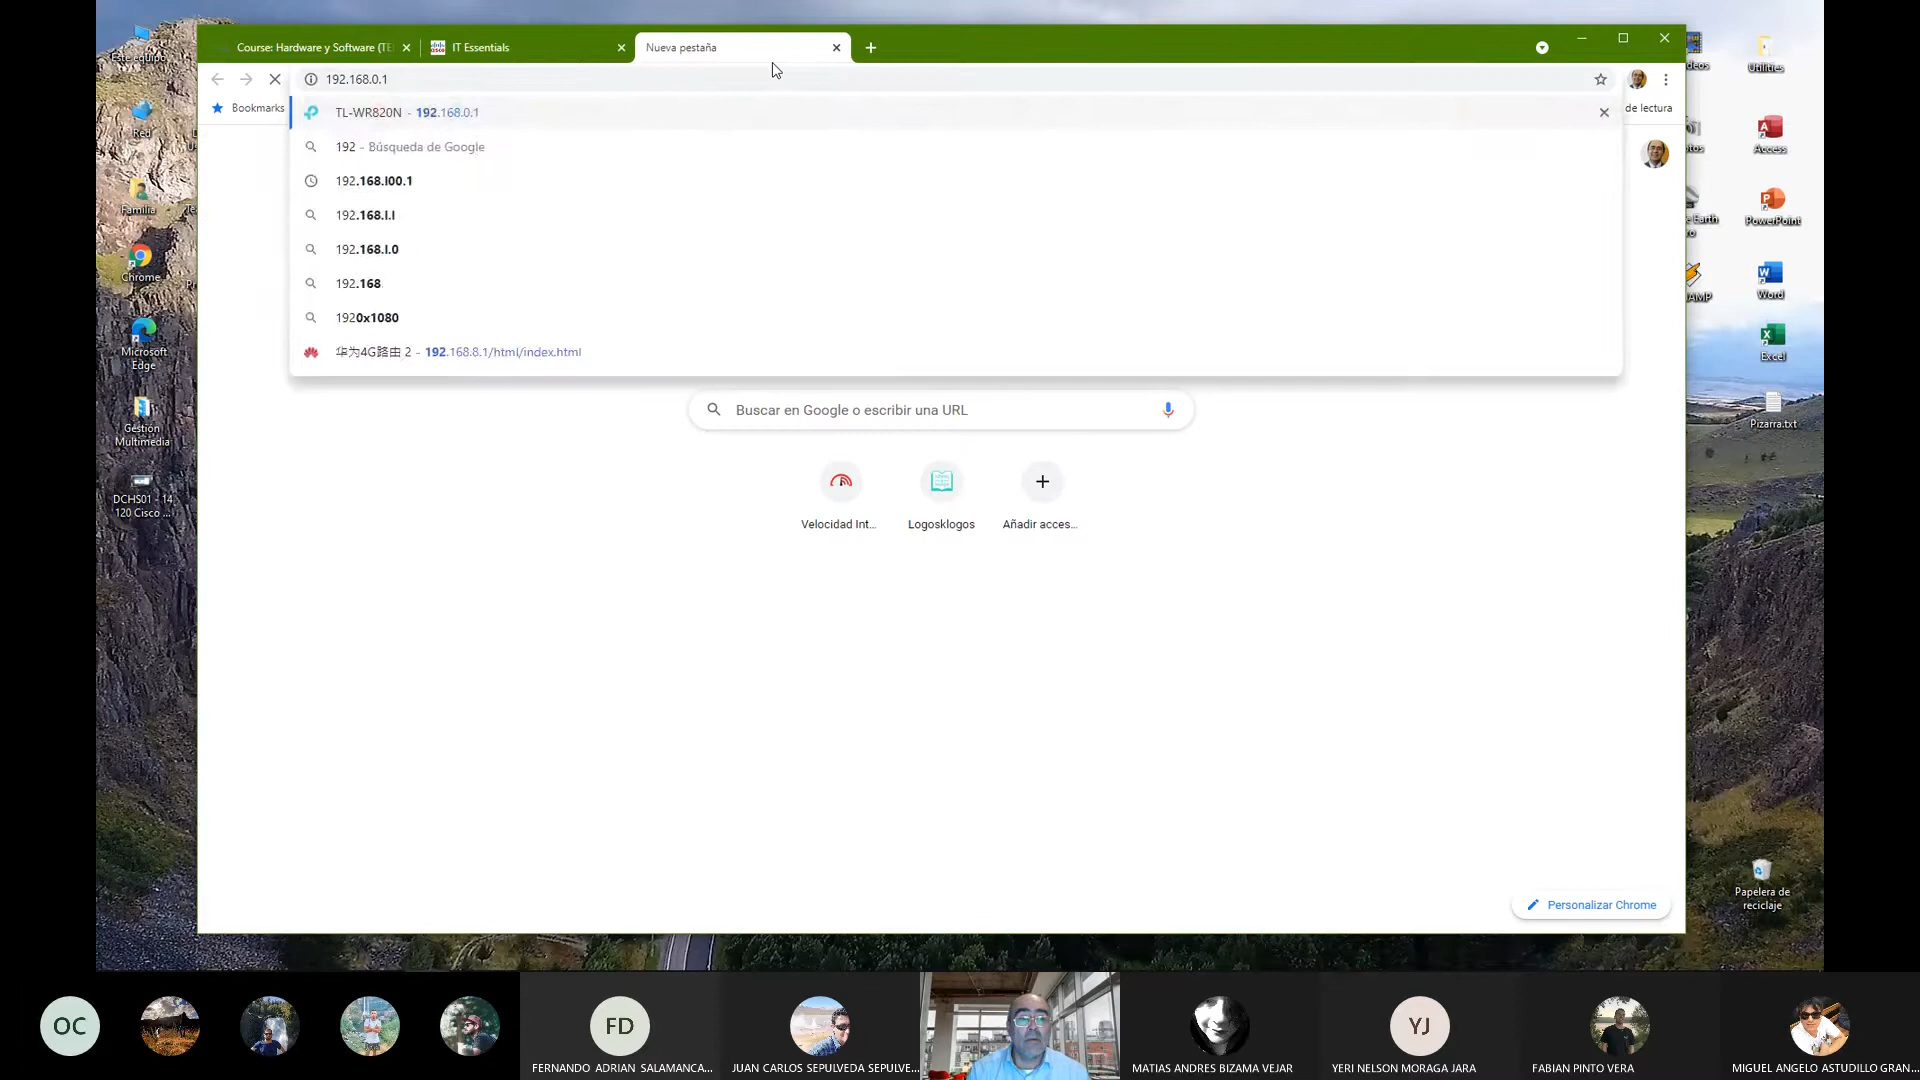 Course: Hardware y Software (TE
IT Essentials
Nueva pestaña
192.168.0.1
Bookmarks
TL-WR820N - 192.168.0.1
192 - Búsqueda de Google
192.168.l00.1
192.168.l.l
192.168.l.0
192.168
1920x1080
华为4G路由 2 - 192.168.8.1/html/index.html
de lectura
Buscar en Google o escribir una URL
Velocidad Int...
Logosklogos
Añadir acces...
Personalizar Chrome
Este equipo
Red
Familia
Chrome
Microsoft
Edge
Gestión
Multimedia
DCHS01 - 14
120 Cisco ...
Utilities
Access
Earth
PowerPoint
Word
Excel
Pizarra.txt
Papelera de
reciclaje
OC
FD
YJ
FERNANDO ADRIAN SALAMANCA...
JUAN CARLOS SEPULVEDA SEPULVE...
MATIAS ANDRES BIZAMA VEJAR
YERI NELSON MORAGA JARA
FABIAN PINTO VERA
MIGUEL ANGELO ASTUDILLO GRAN...